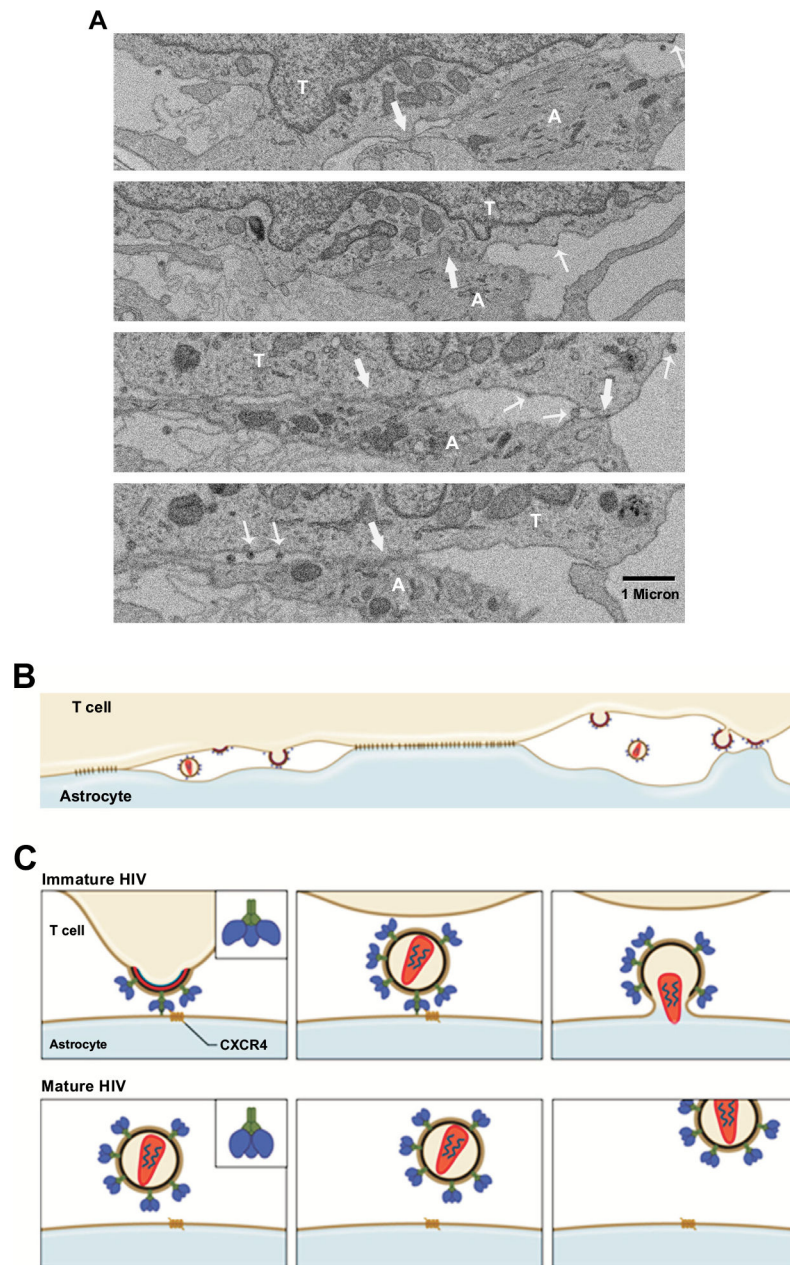 A
T
A
T
A
T
A
T
A
1 Micron
B
T cell
Astrocyte
C
Immature HIV
T cell
Astrocyte
CXCR4
Mature HIV